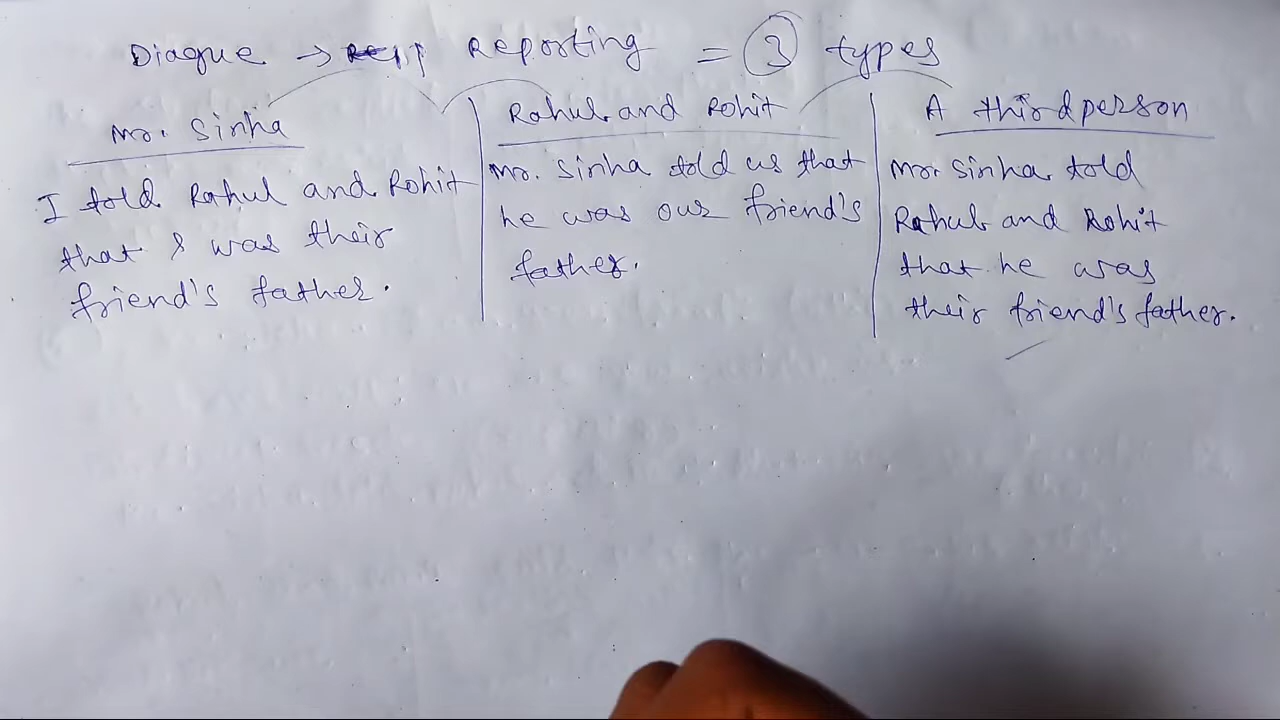 Diaque → Reporting = 3 types
Mr. Sinha
I told Rahul and Rohit
that I was their
friend's father.
Rahul and Rohit
Mr. Sinha told us that
he was our friend's
father.
A third person
Mr. Sinha told
Rahul and Rohit
that he was
their friend's father.